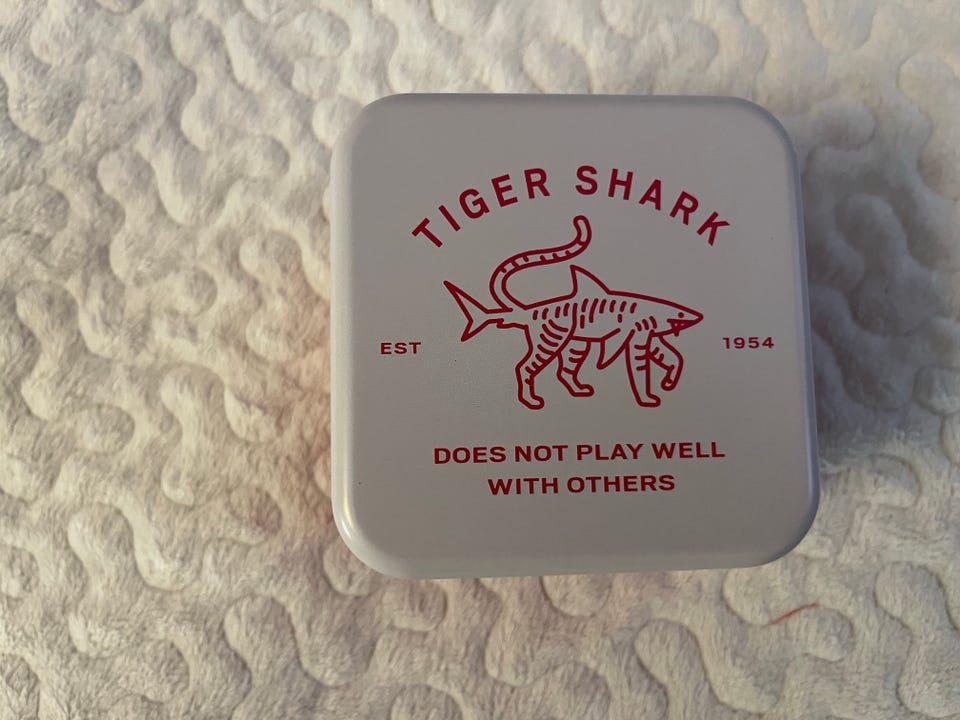 TIGER SHARK
EST 1954
DOES NOT PLAY WELL
WITH OTHERS